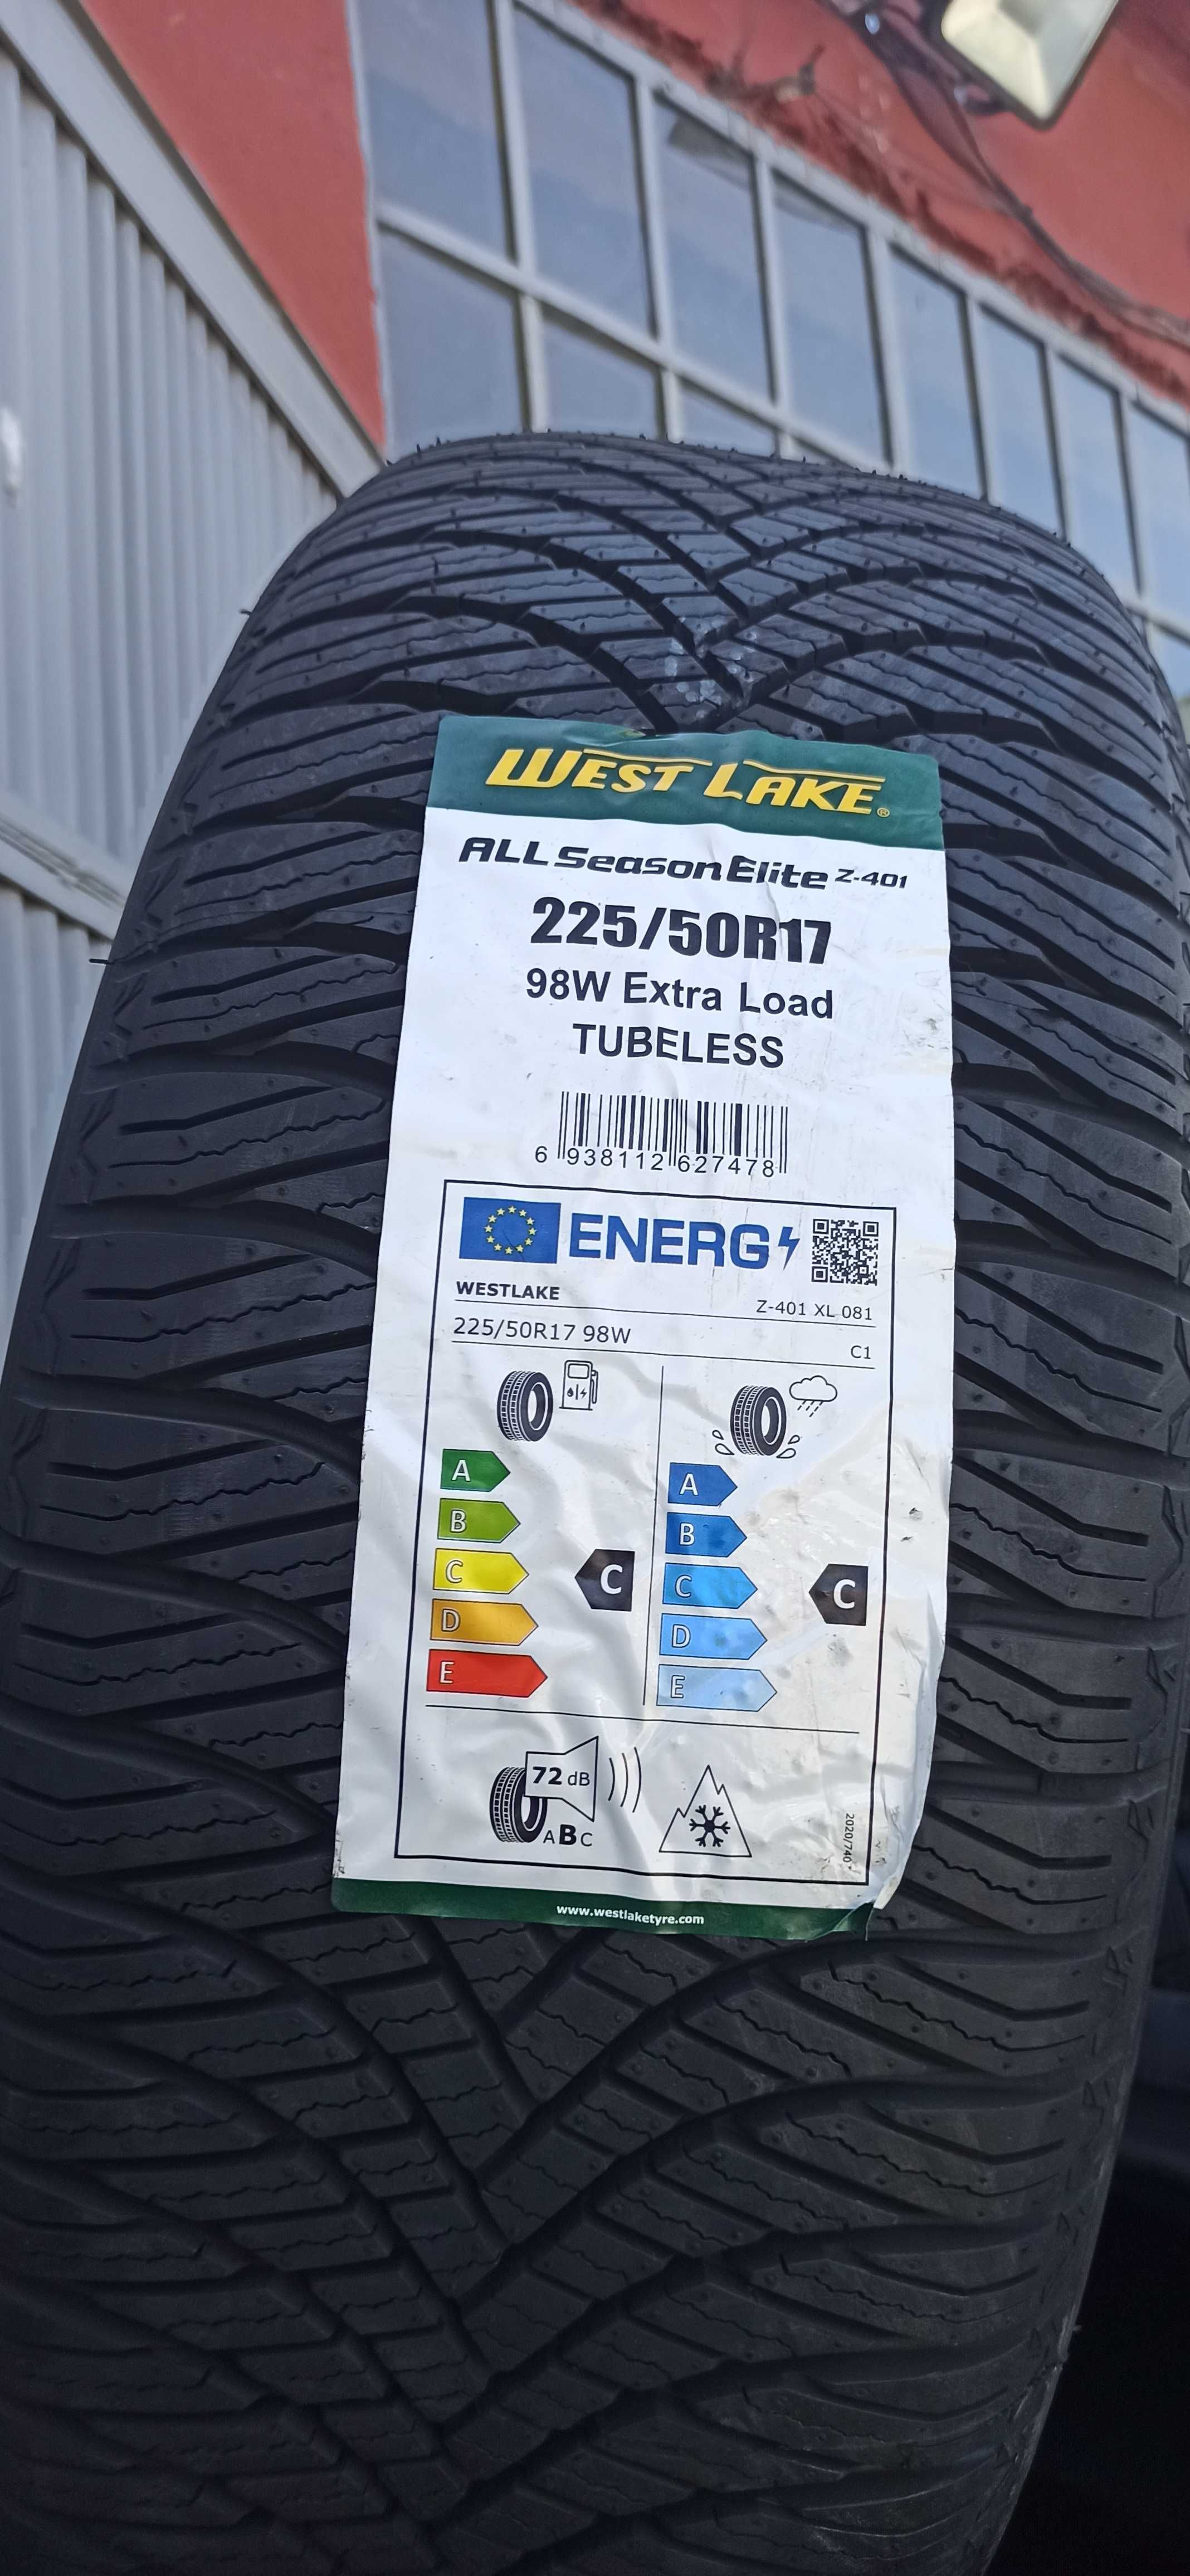 WEST LAKE®
ALL Season Elite Z-401
225/50R17
98W Extra Load
TUBELESS
6 938112 627478
ENERG
WESTLAKE
Z-401 XL 081
225/50R17 98W
C1
A
B
C
D
E
C
A
B
C
D
E
C
72 dB
ABC
2020/740
www.westlaketyre.com